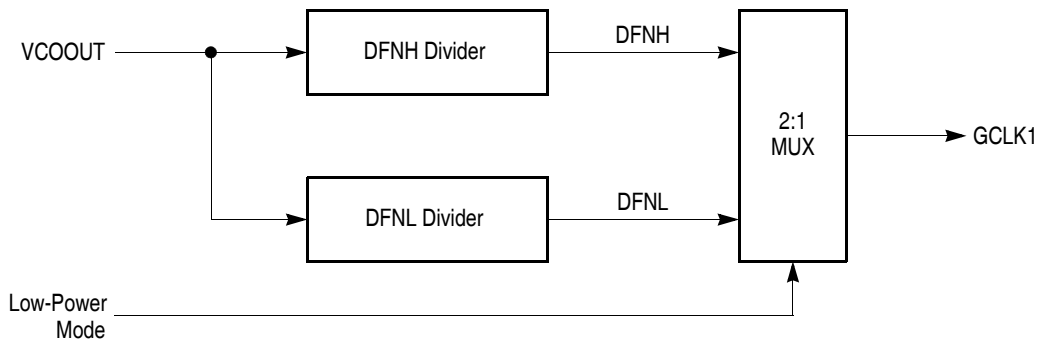 DFNH
VCOOUT
DFNH Divider
2:1
MUX
GCLK1
DFNL
DFNL Divider
Low-Power
Mode